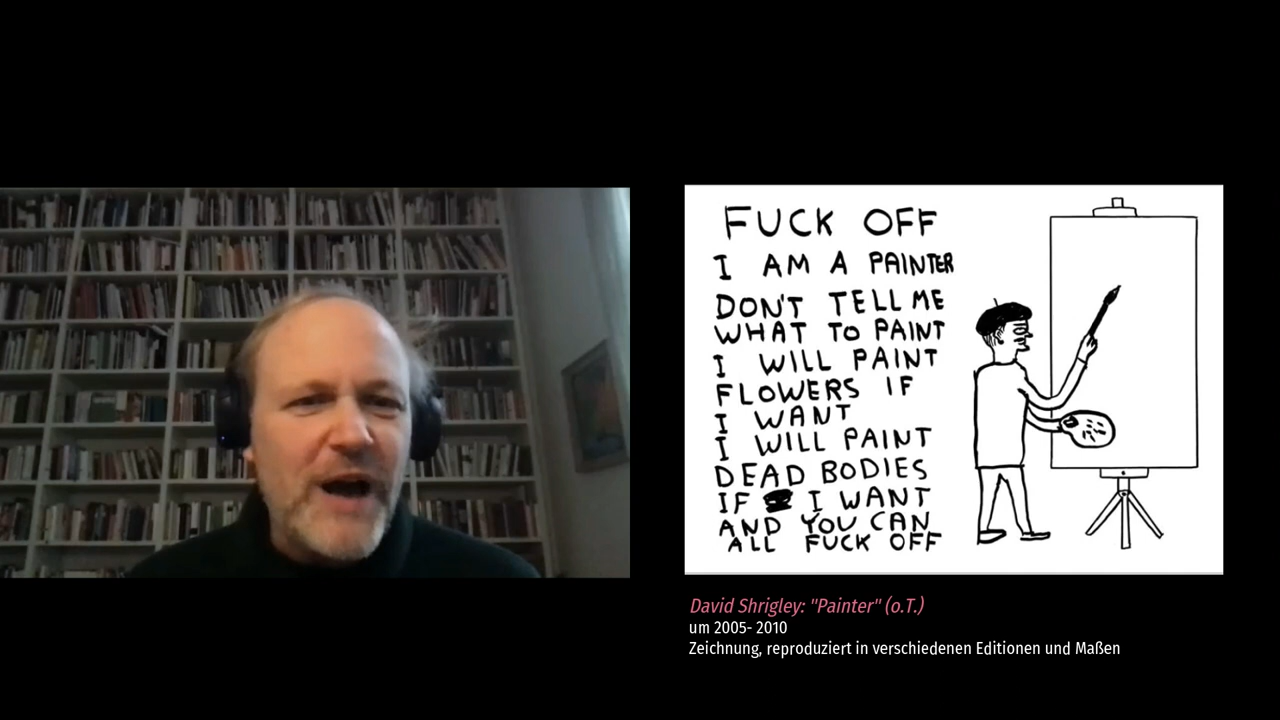 FUCK OFF
I AM A PAINTER
DON'T TELL ME
WHAT TO PAINT
I WILL PAINT
FLOWERS IF
I WANT
I WILL PAINT
DEAD BODIES
IF I WANT
AND YOU CAN
ALL FUCK OFF
David Shrigley: "Painter" (o.T.)
um 2005- 2010
Zeichnung, reproduziert in verschiedenen Editionen und Maßen